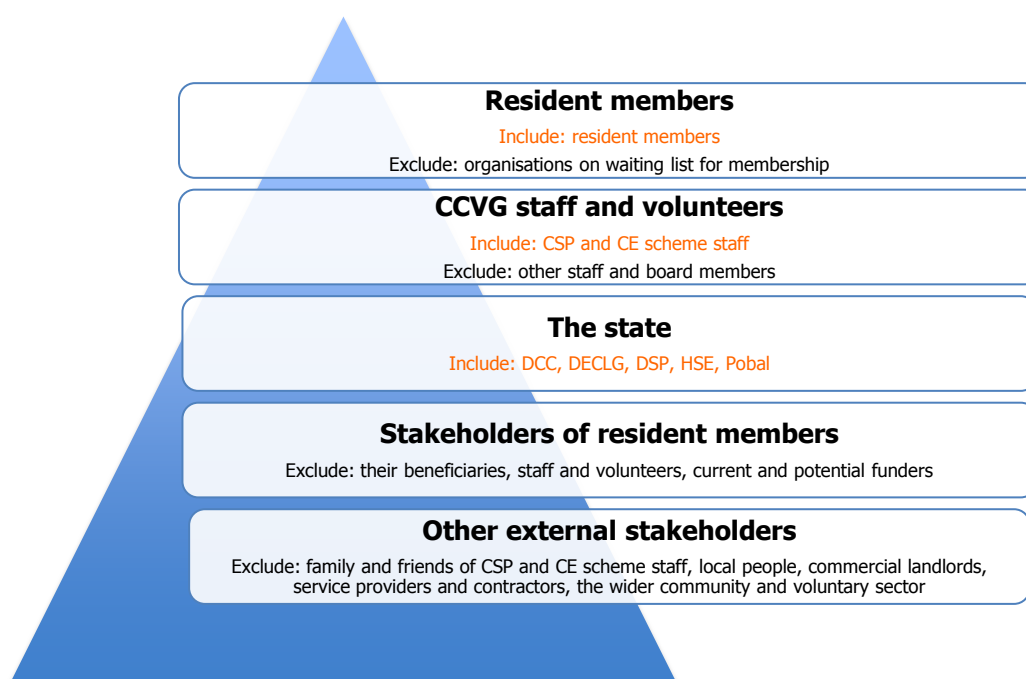 Resident members
Include: resident members
Exclude: organisations on waiting list for membership
CCVG staff and volunteers
Include: CSP and CE scheme staff
Exclude: other staff and board members
The state
Include: DCC, DECLG, DSP, HSE, Pobal
Stakeholders of resident members
Exclude: their beneficiaries, staff and volunteers, current and potential funders
Other external stakeholders
Exclude: family and friends of CSP and CE scheme staff, local people, commercial landlords,
service providers and contractors, the wider community and voluntary sector